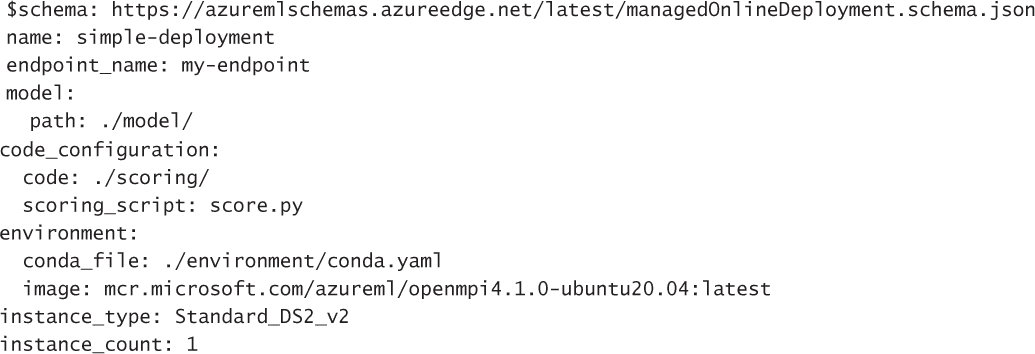 $schema: https://azuremlschemas.azureedge.net/latest/managedOnlineDeployment.schema.json
name: simple-deployment
endpoint_name: my-endpoint
model:
  path: ./model/
code_configuration:
  code: ./scoring/
  scoring_script: score.py
environment:
  conda_file: ./environment/conda.yaml
  image: mcr.microsoft.com/azureml/openmpi4.1.0-ubuntu20.04:latest
instance_type: Standard_DS2_v2
instance_count: 1